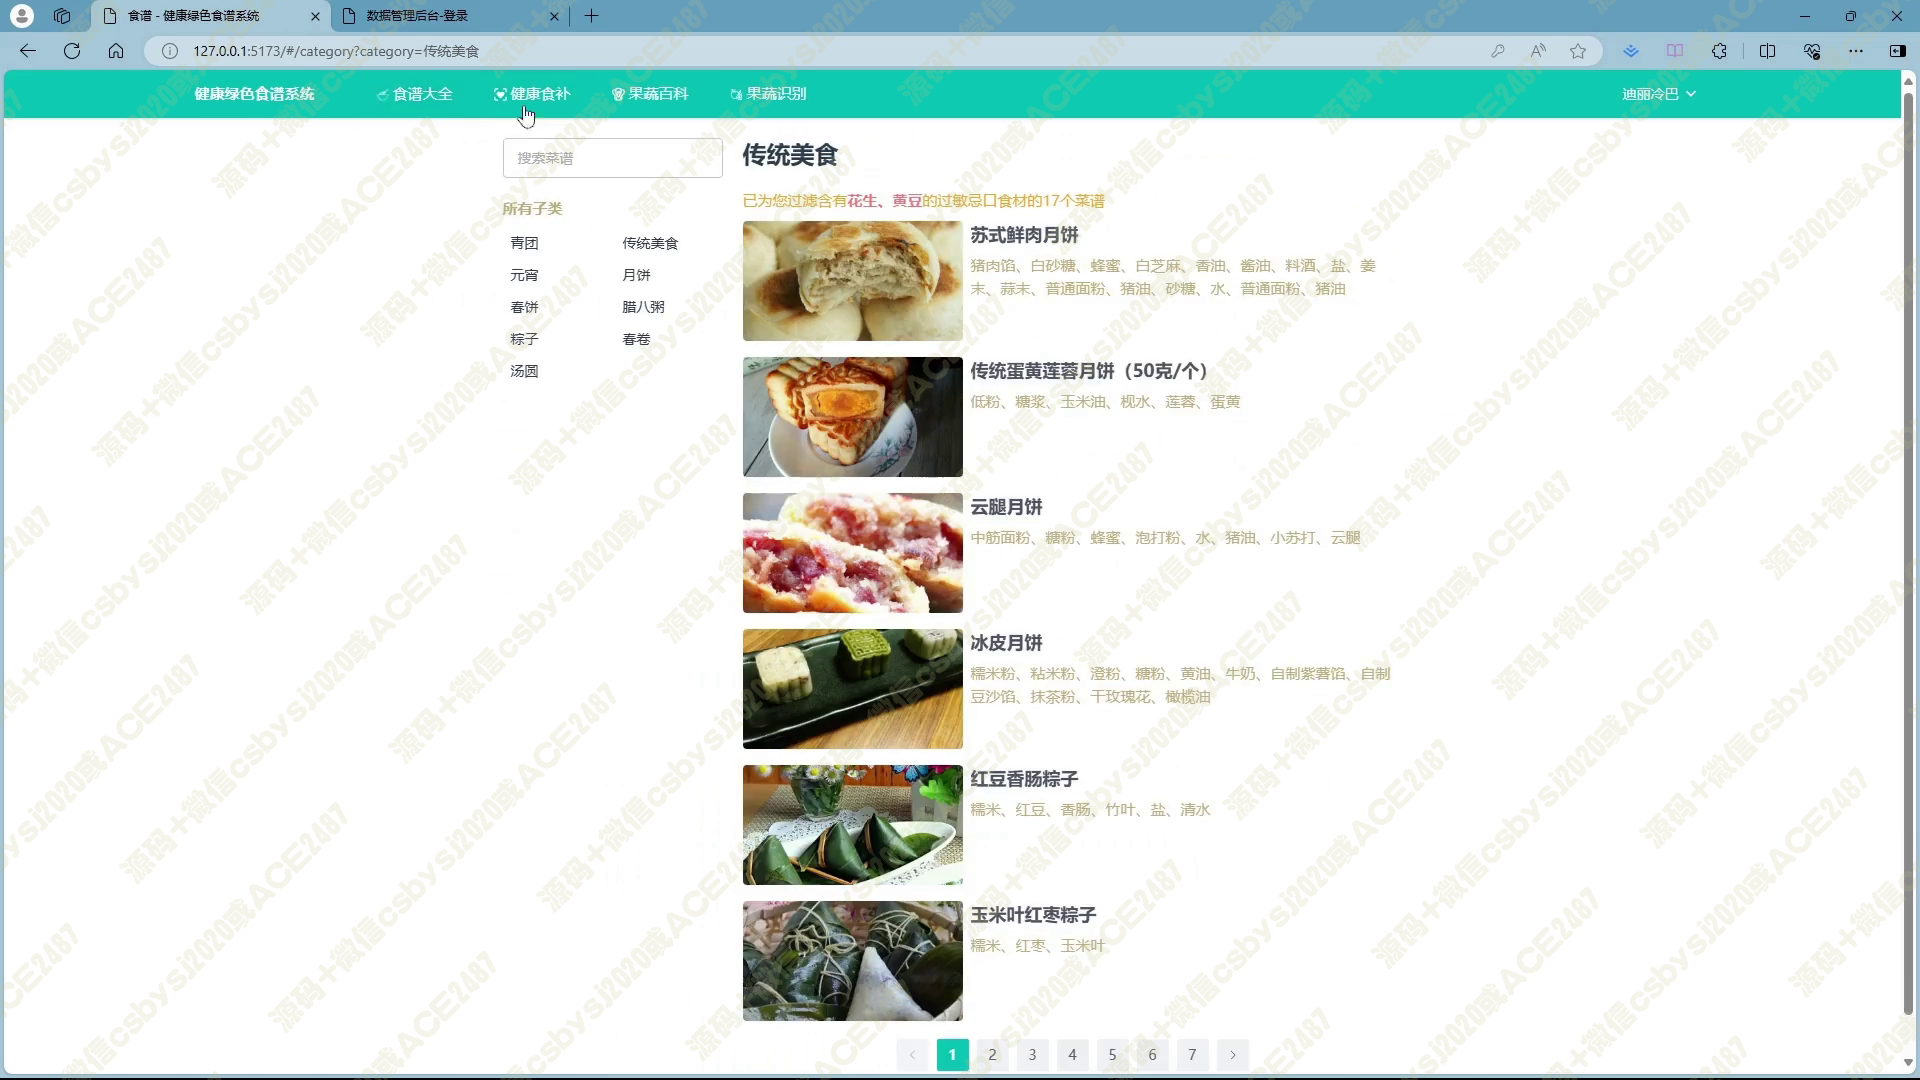 食谱 - 健康绿色食谱系统
数据管理后台-登录
127.0.0.1:5173/#/category?category=传统美食
健康绿色食谱系统
食谱大全
健康食补
果蔬百科
果蔬识别
迪丽冷巴
搜索菜谱
所有子类
青团
传统美食
元宵
月饼
春饼
腊八粥
粽子
春卷
汤圆
传统美食
已为您过滤含有花生、黄豆的过敏忌口食材的17个菜谱
苏式鲜肉月饼
猪肉馅、白砂糖、蜂蜜、白芝麻、香油、酱油、料酒、盐、姜
末、蒜末、普通面粉、猪油、砂糖、水、普通面粉、猪油
传统蛋黄莲蓉月饼（50克/个）
低粉、糖浆、玉米油、枧水、莲蓉、蛋黄
云腿月饼
中筋面粉、糖粉、蜂蜜、泡打粉、水、猪油、小苏打、云腿
冰皮月饼
糯米粉、粘米粉、澄粉、糖粉、黄油、牛奶、自制紫薯馅、自制
豆沙馅、抹茶粉、干玫瑰花、橄榄油
红豆香肠粽子
糯米、红豆、香肠、竹叶、盐、清水
玉米叶红枣粽子
糯米、红枣、玉米叶
1 2 3 4 5 6 7
源码+微信csbysj2020或ACE2487